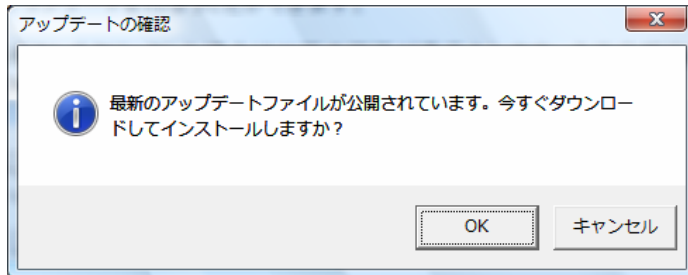 アップデートの確認
最新のアップデートファイルが公開されています。今すぐダウンロー
ドしてインストールしますか？
OK
キャンセル